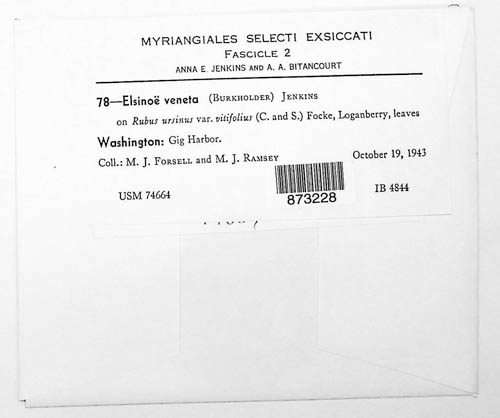 MYRIANGIALES SELECTI EXSICCATI
FASCICLE 2
ANNA E. JENKINS AND A. A. BITANCOURT
78—Elsinoë veneta (BURKHOLDER) JENKINS
on Rubus ursinus var. vitifolius (C. and S.) Focke, Loganberry, leaves
Washington: Gig Harbor.
Coll.: M. J. FORSELL and M. J. RAMSEY October 19, 1943
USM 74664 IB 4844
873228